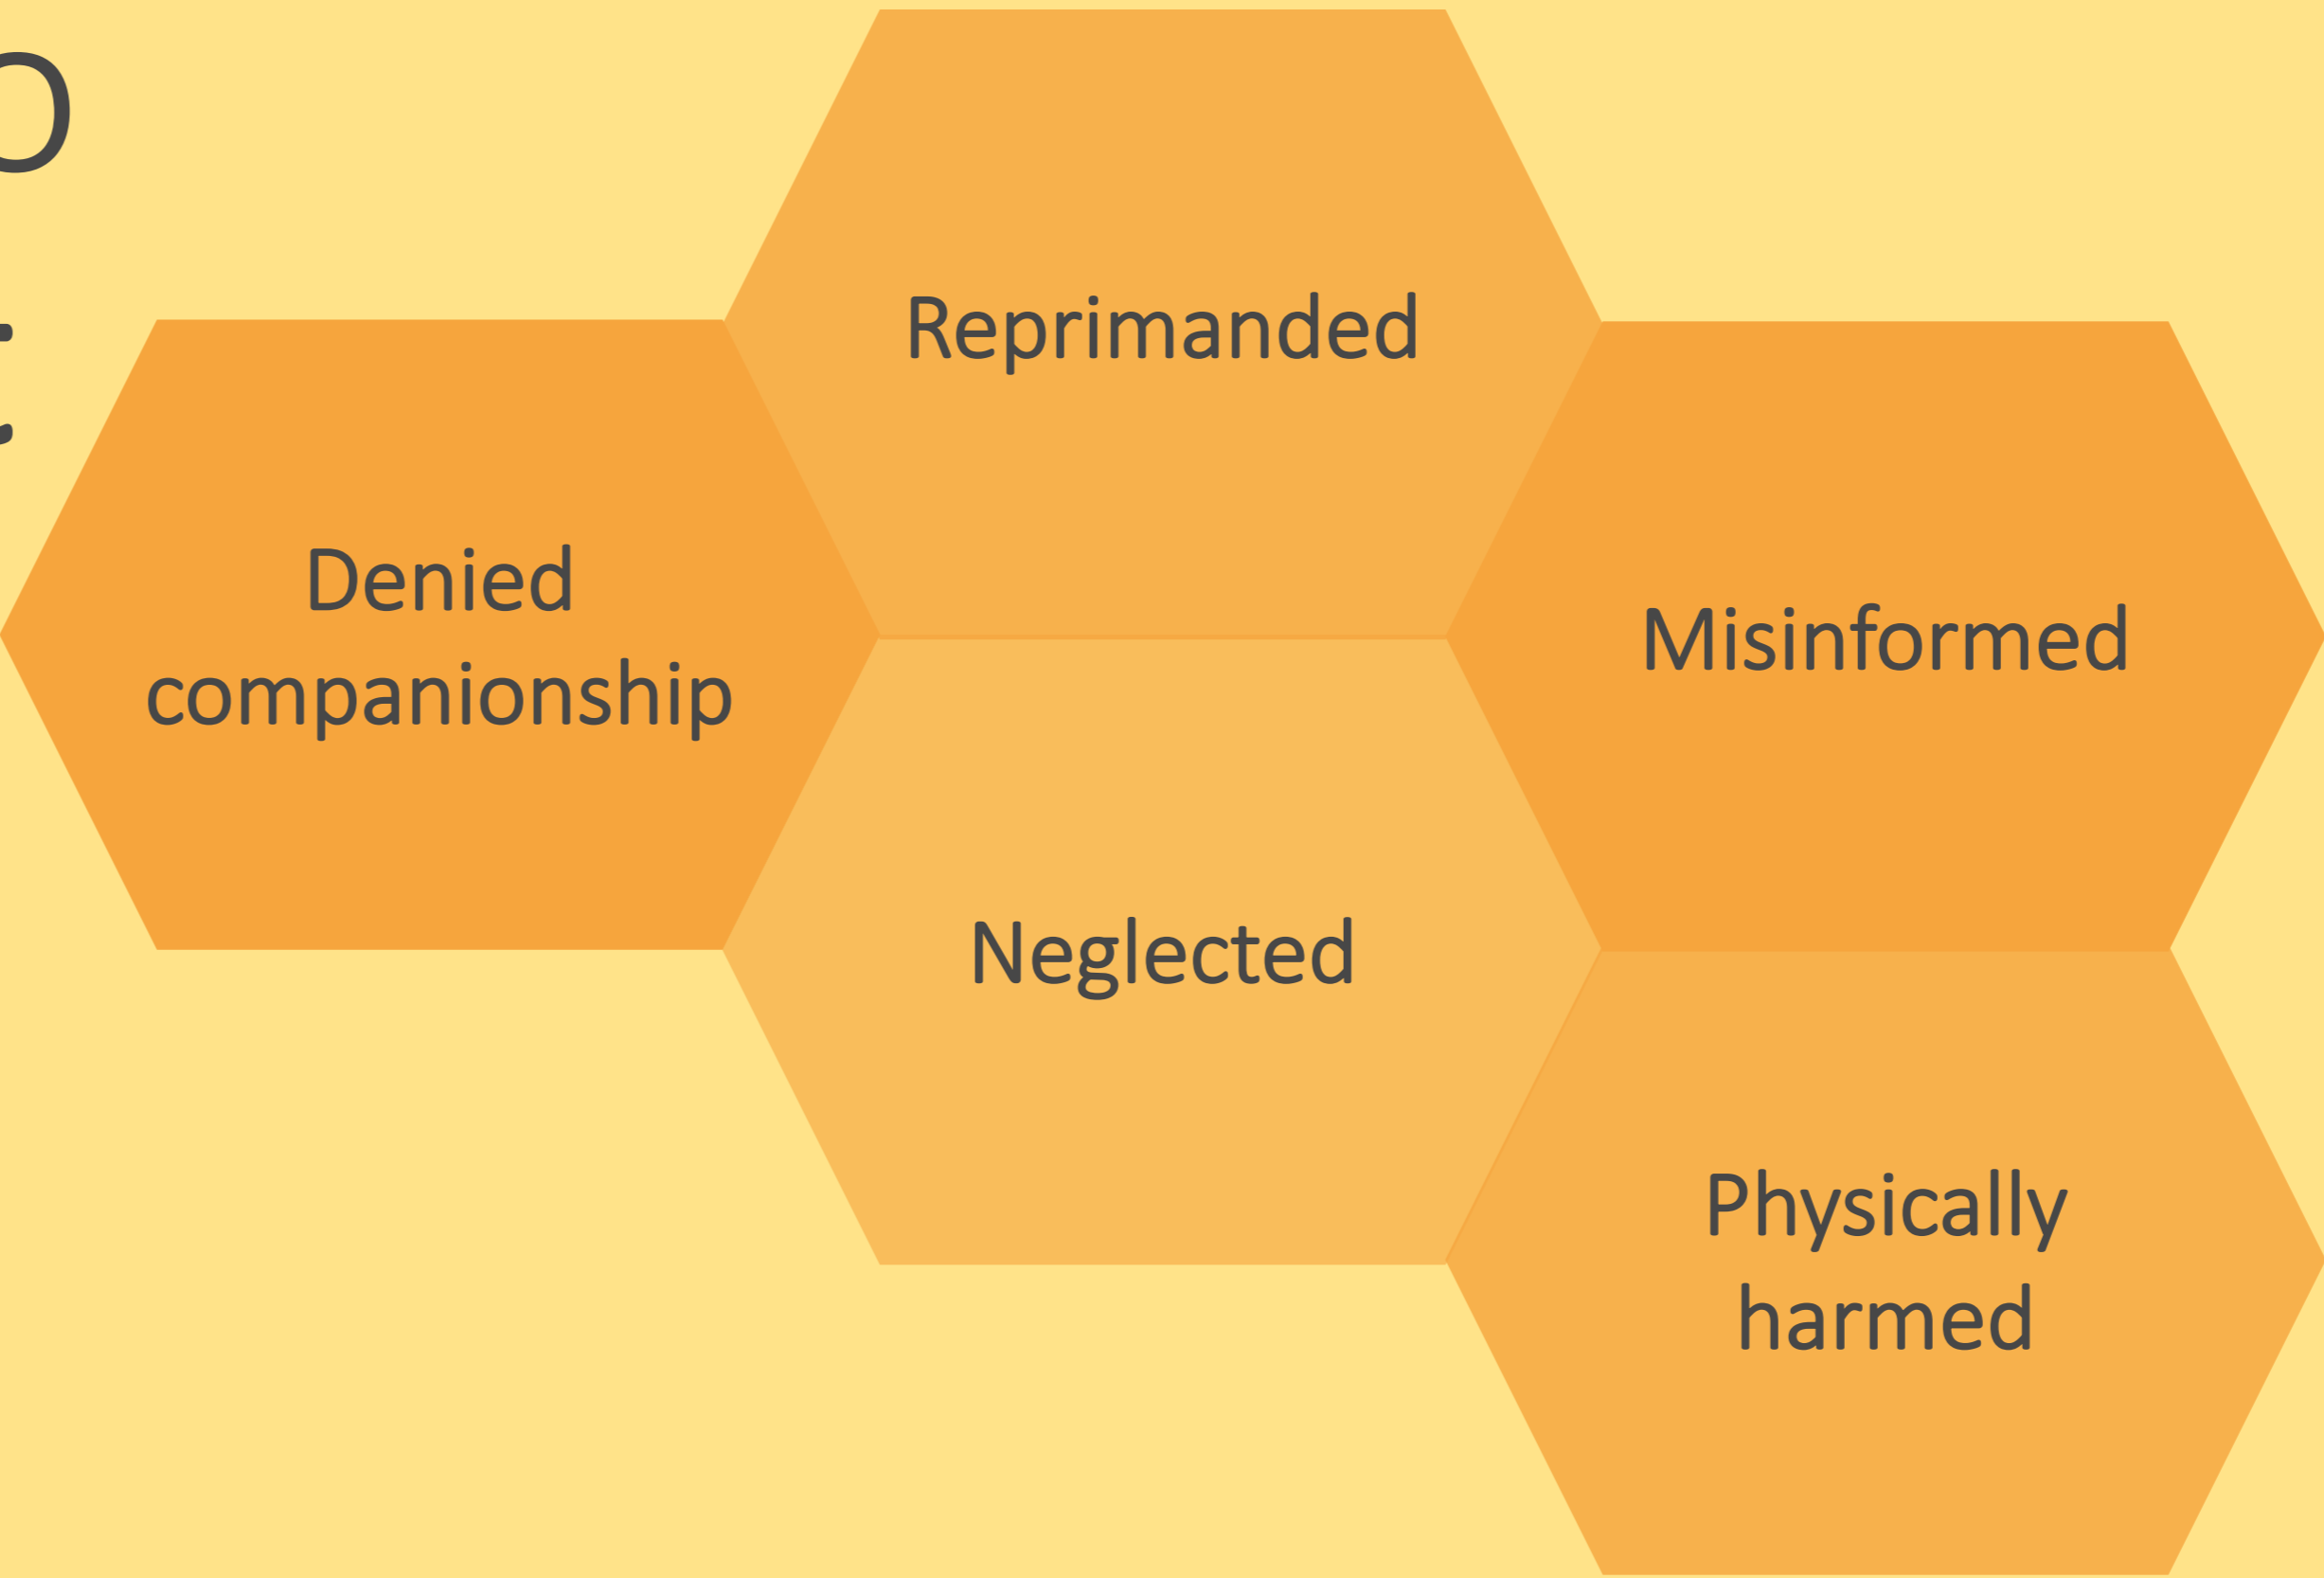 Reprimanded
Denied
companionship
Misinformed
Neglected
Physically
harmed